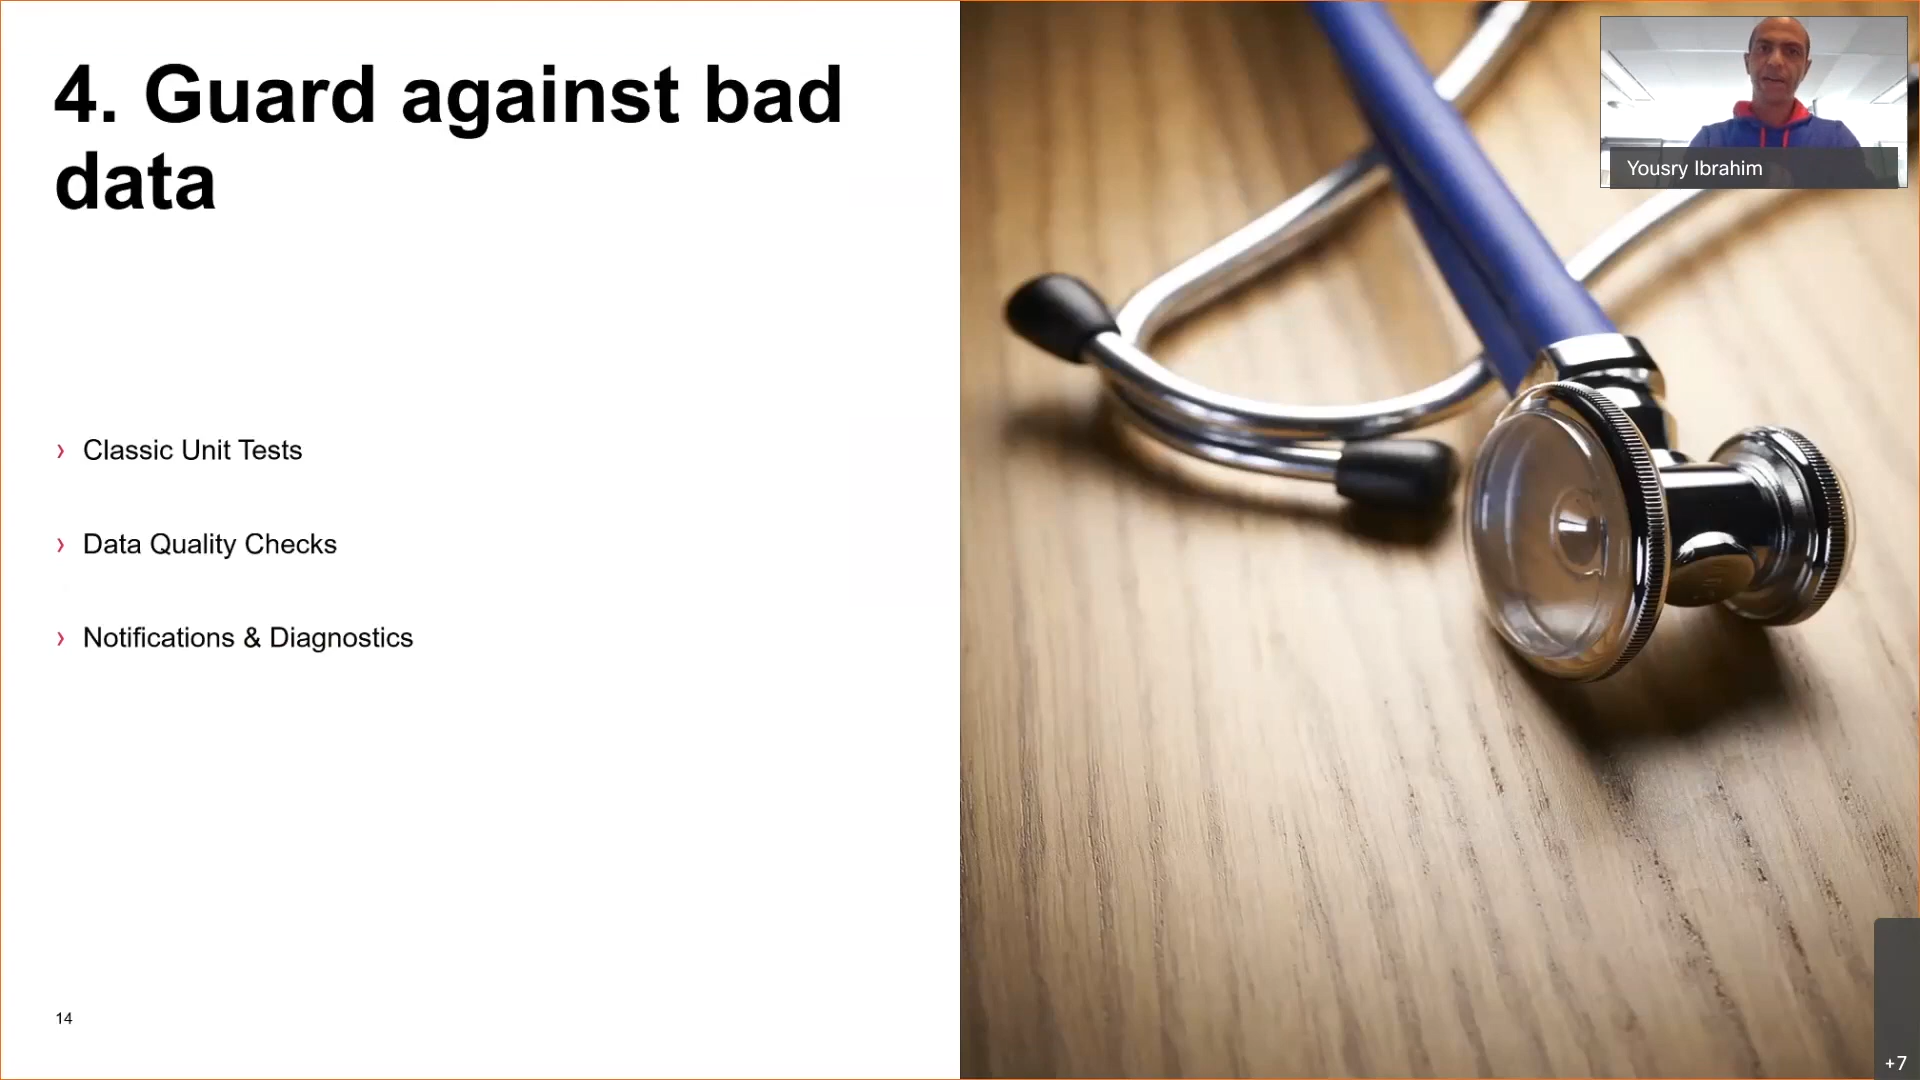 4. Guard against bad
data
› Classic Unit Tests
› Data Quality Checks
› Notifications & Diagnostics
14
Yousry Ibrahim
+7